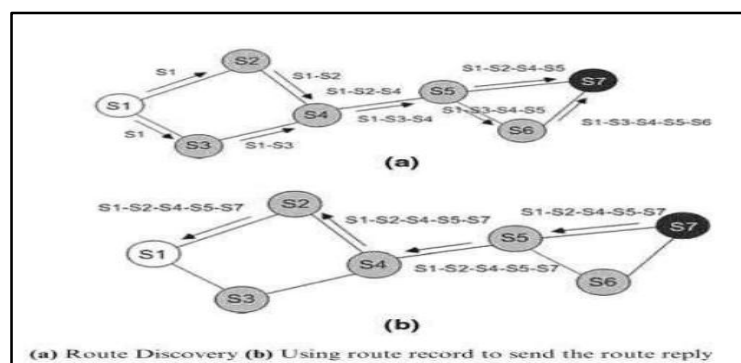 S2
S1
S1-S2
S1-S2-S4
S1-S2-S4-S5
S7
S1
S5
S4
S1
S1-S3-S4
S1-S3-S4-S5
S3
S1-S3
S6
S1-S3-S4-S5-S6
(a)
S1-S2-S4-S5-S7
S2
S1-S2-S4-S5-S7
S1-S2-S4-S5-S7
S7
S5
S1
S4
S1-S2-S4-S5-S7
S6
S3
(b)
(a) Route Discovery (b) Using route record to send the route reply